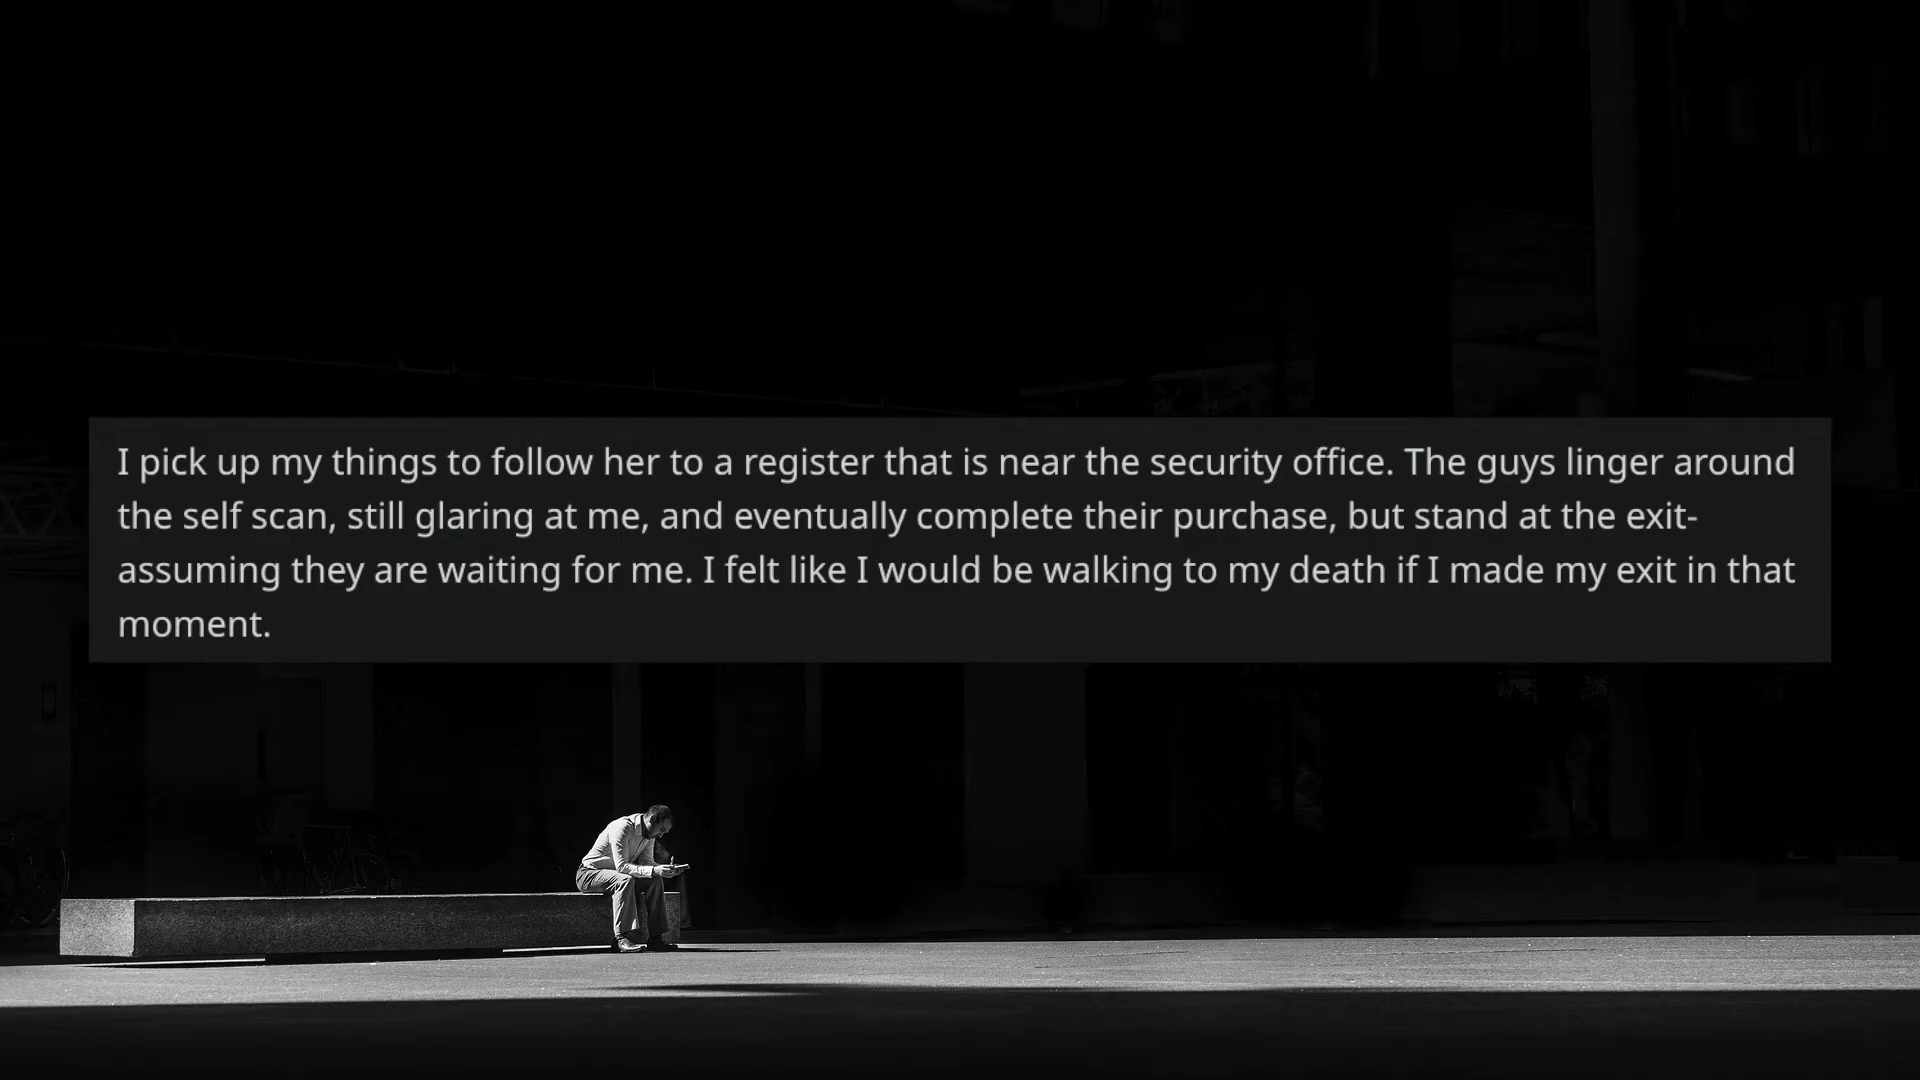 I pick up my things to follow her to a register that is near the security office. The guys linger around
the self scan, still glaring at me, and eventually complete their purchase, but stand at the exit-
assuming they are waiting for me. I felt like I would be walking to my death if I made my exit in that
moment.